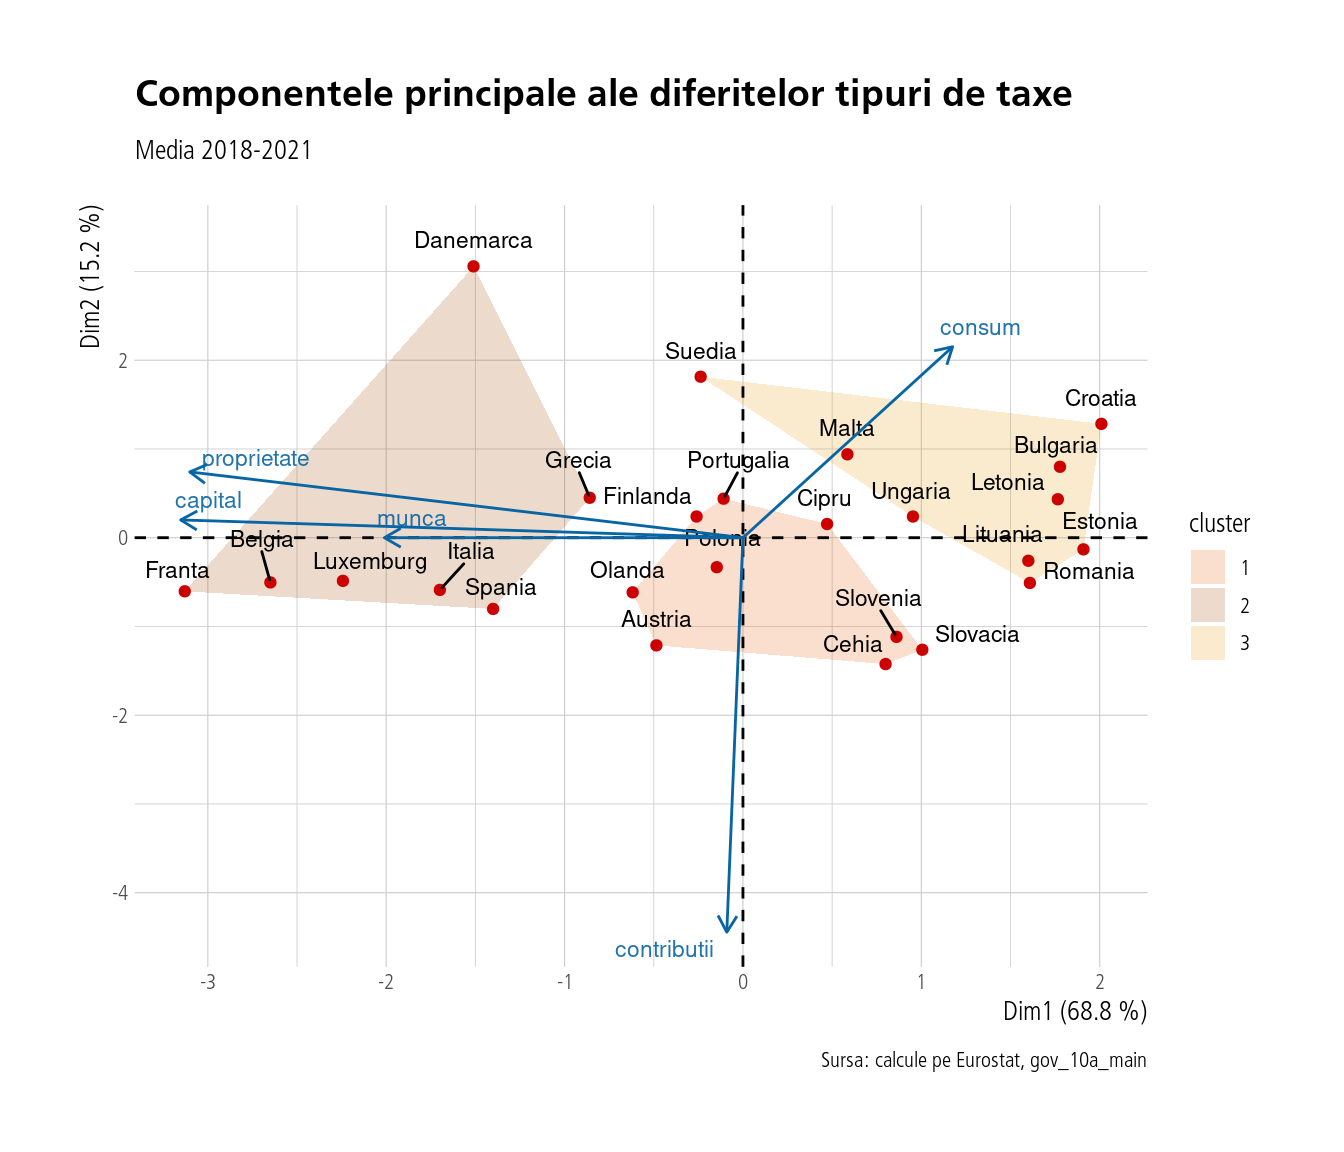 Componentele principale ale diferitelor tipuri de taxe
Media 2018-2021
Dim2 (15.2 %)
Danemarca
consum
Suedia
2
Croatia
Malta
Bulgaria
proprietate
Grecia
Portugalia
Letonia
capital
Finlanda
Cipru
Ungaria
munca
Estonia
cluster
Lituania
0
Belgia
Polonia
Italia
Luxemburg
1
Franta
Olanda
Romania
Spania
Slovenia
2
Austria
Slovacia
Cehia
3
-2
-4
contributii
-3 -2 -1 0 1 2
Dim1 (68.8 %)
Sursa: calcule pe Eurostat, gov_10a_main